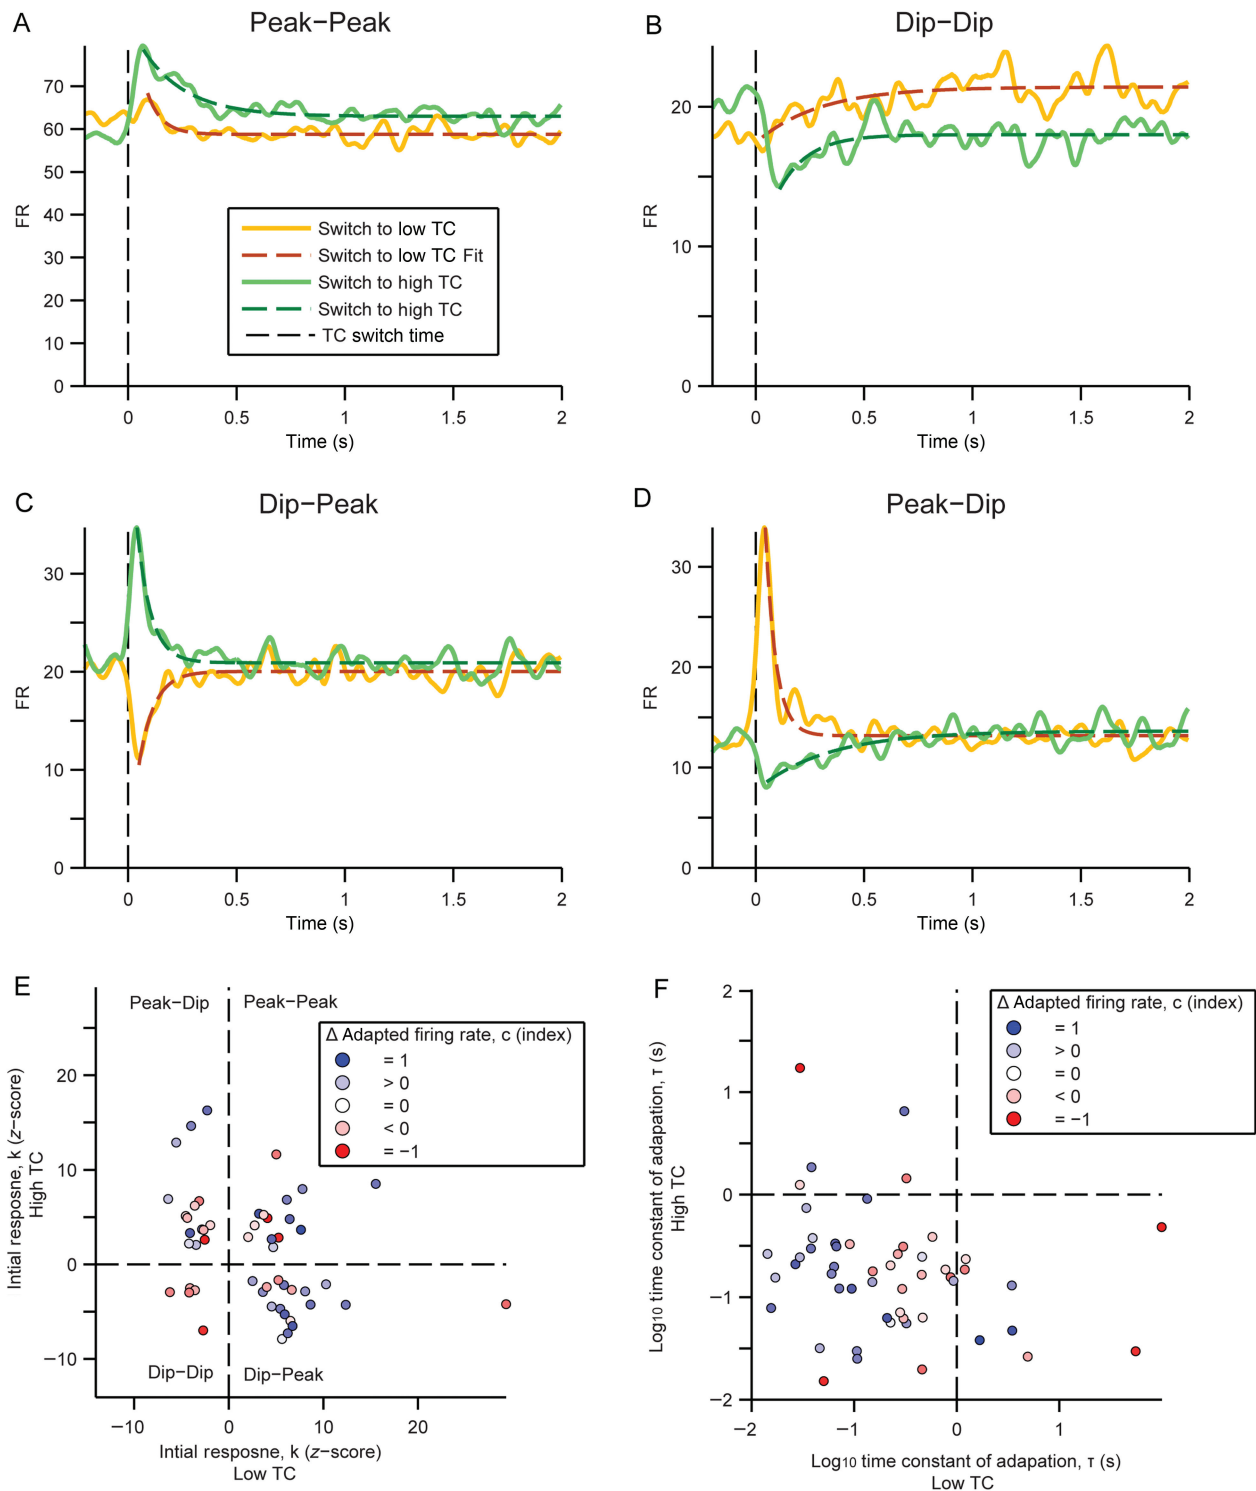 A
Peak−Peak
70
60
50
40
30
20
10
0
FR
Switch to low TC
Switch to low TC Fit
Switch to high TC
Switch to high TC
TC switch time
0
0.5
1
1.5
2
Time (s)
B
Dip−Dip
20
10
0
FR
0
0.5
1
1.5
2
Time (s)
C
Dip−Peak
30
20
10
0
FR
0
0.5
1
1.5
2
Time (s)
D
Peak−Dip
30
20
10
0
FR
0
0.5
1
1.5
2
Time (s)
E
Peak−Dip
Peak−Peak
Δ Adapted firing rate, c (index)
= 1
> 0
= 0
< 0
= −1
20
10
0
−10
Intial resposne, k (z−score)
High TC
Dip−Dip
Dip−Peak
−10
0
10
20
Intial resposne, k (z−score)
Low TC
F
Δ Adapted firing rate, c (index)
= 1
> 0
= 0
< 0
= −1
2
1
0
−1
−2
Log10 time constant of adapation, τ (s)
High TC
−2
−1
0
1
Log10 time constant of adapation, τ (s)
Low TC